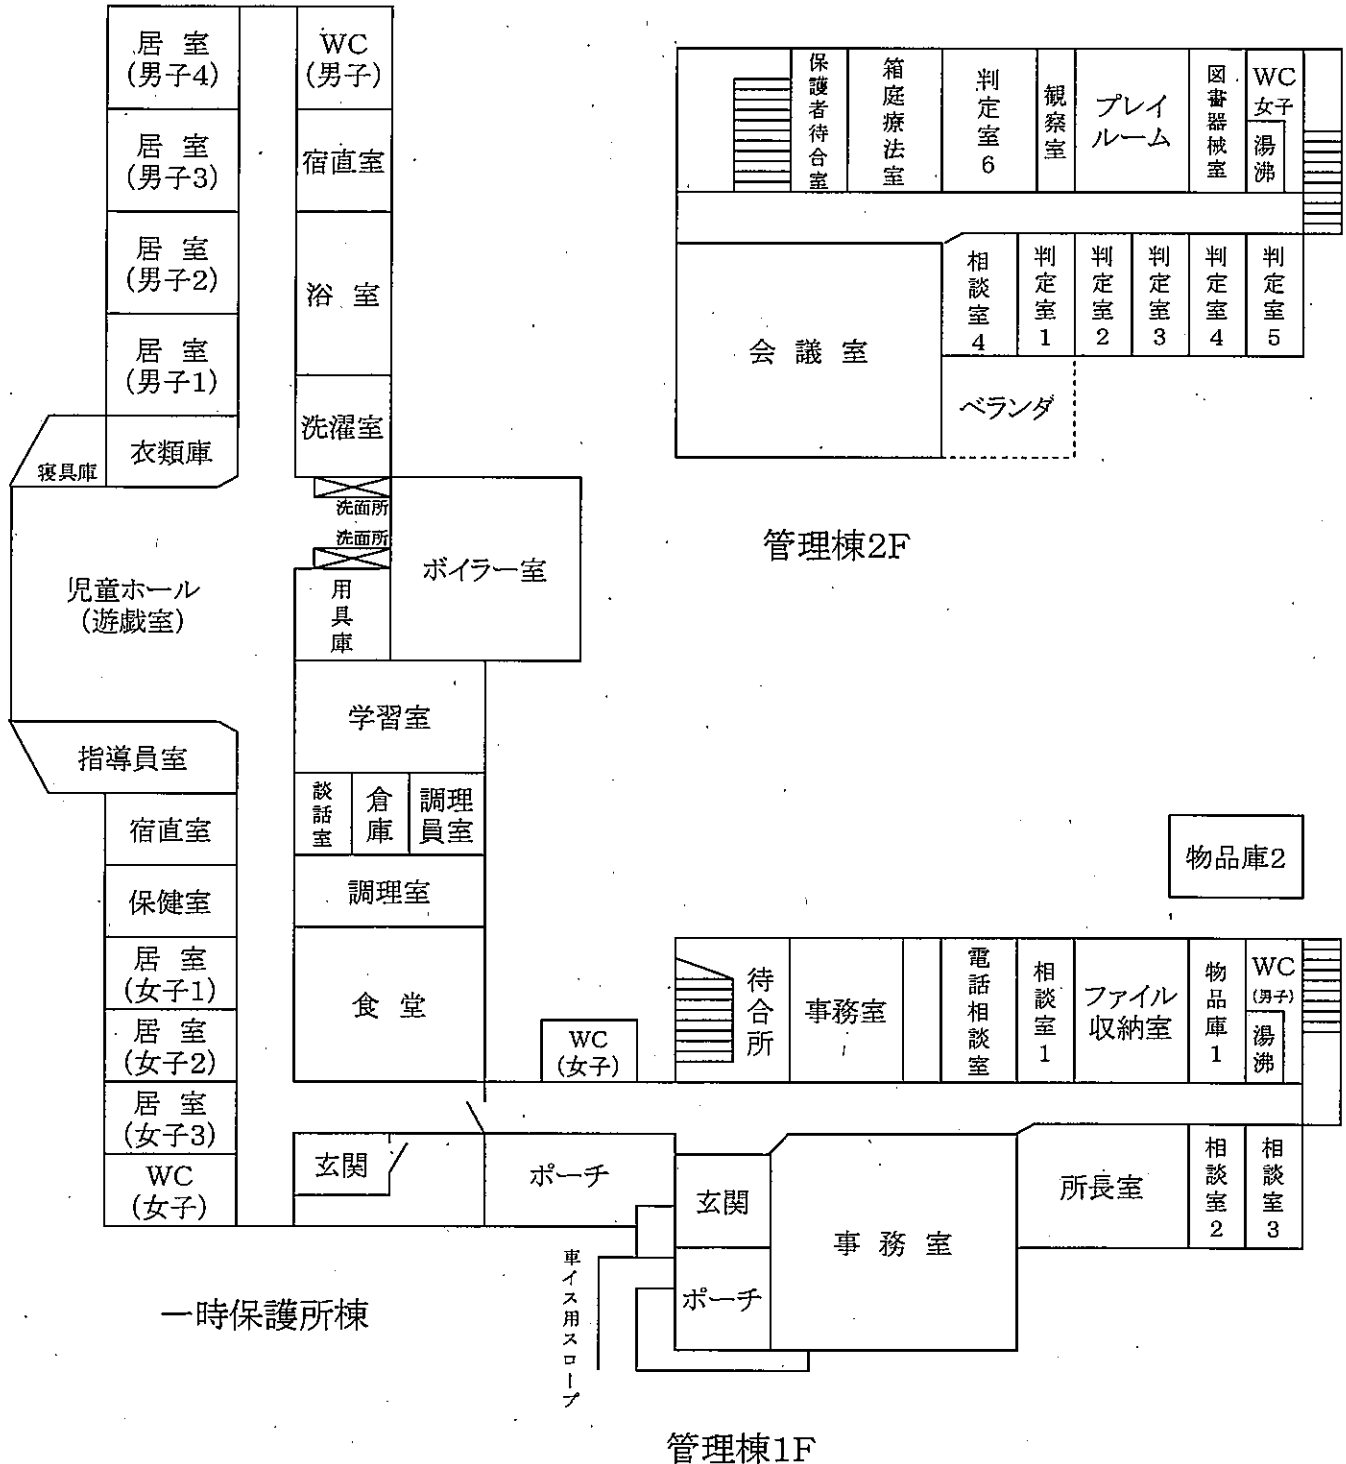 居 室
(男子4)
WC
(男子)
居 室
(男子3)
宿直室
居 室
(男子2)
浴 室
居 室
(男子1)
洗濯室
衣類庫
寝具庫
洗面所
洗面所
ボイラー室
児童ホール
(遊戯室)
用具庫
学習室
指導員室
談話室
倉庫
調理
員室
宿直室
調理室
保健室
居 室
(女子1)
食 堂
居 室
(女子2)
居 室
(女子3)
WC
(女子)
玄関
ポーチ
WC
(女子)
一時保護所棟
保護者待合室
箱庭療法室
判定室6
観察室
プレイ
ルーム
図書器械室
WC
女子
湯沸
会 議 室
相談室4
判定室1
判定室2
判定室3
判定室4
判定室5
ベランダ
管理棟2F
物品庫2
待合所
事務室
電話相談室
相談室1
ファイル
収納室
物品庫1
WC
(男子)
湯沸
玄関
事 務 室
所長室
相談室2
相談室3
ポーチ
車イス用スロープ
管理棟1F